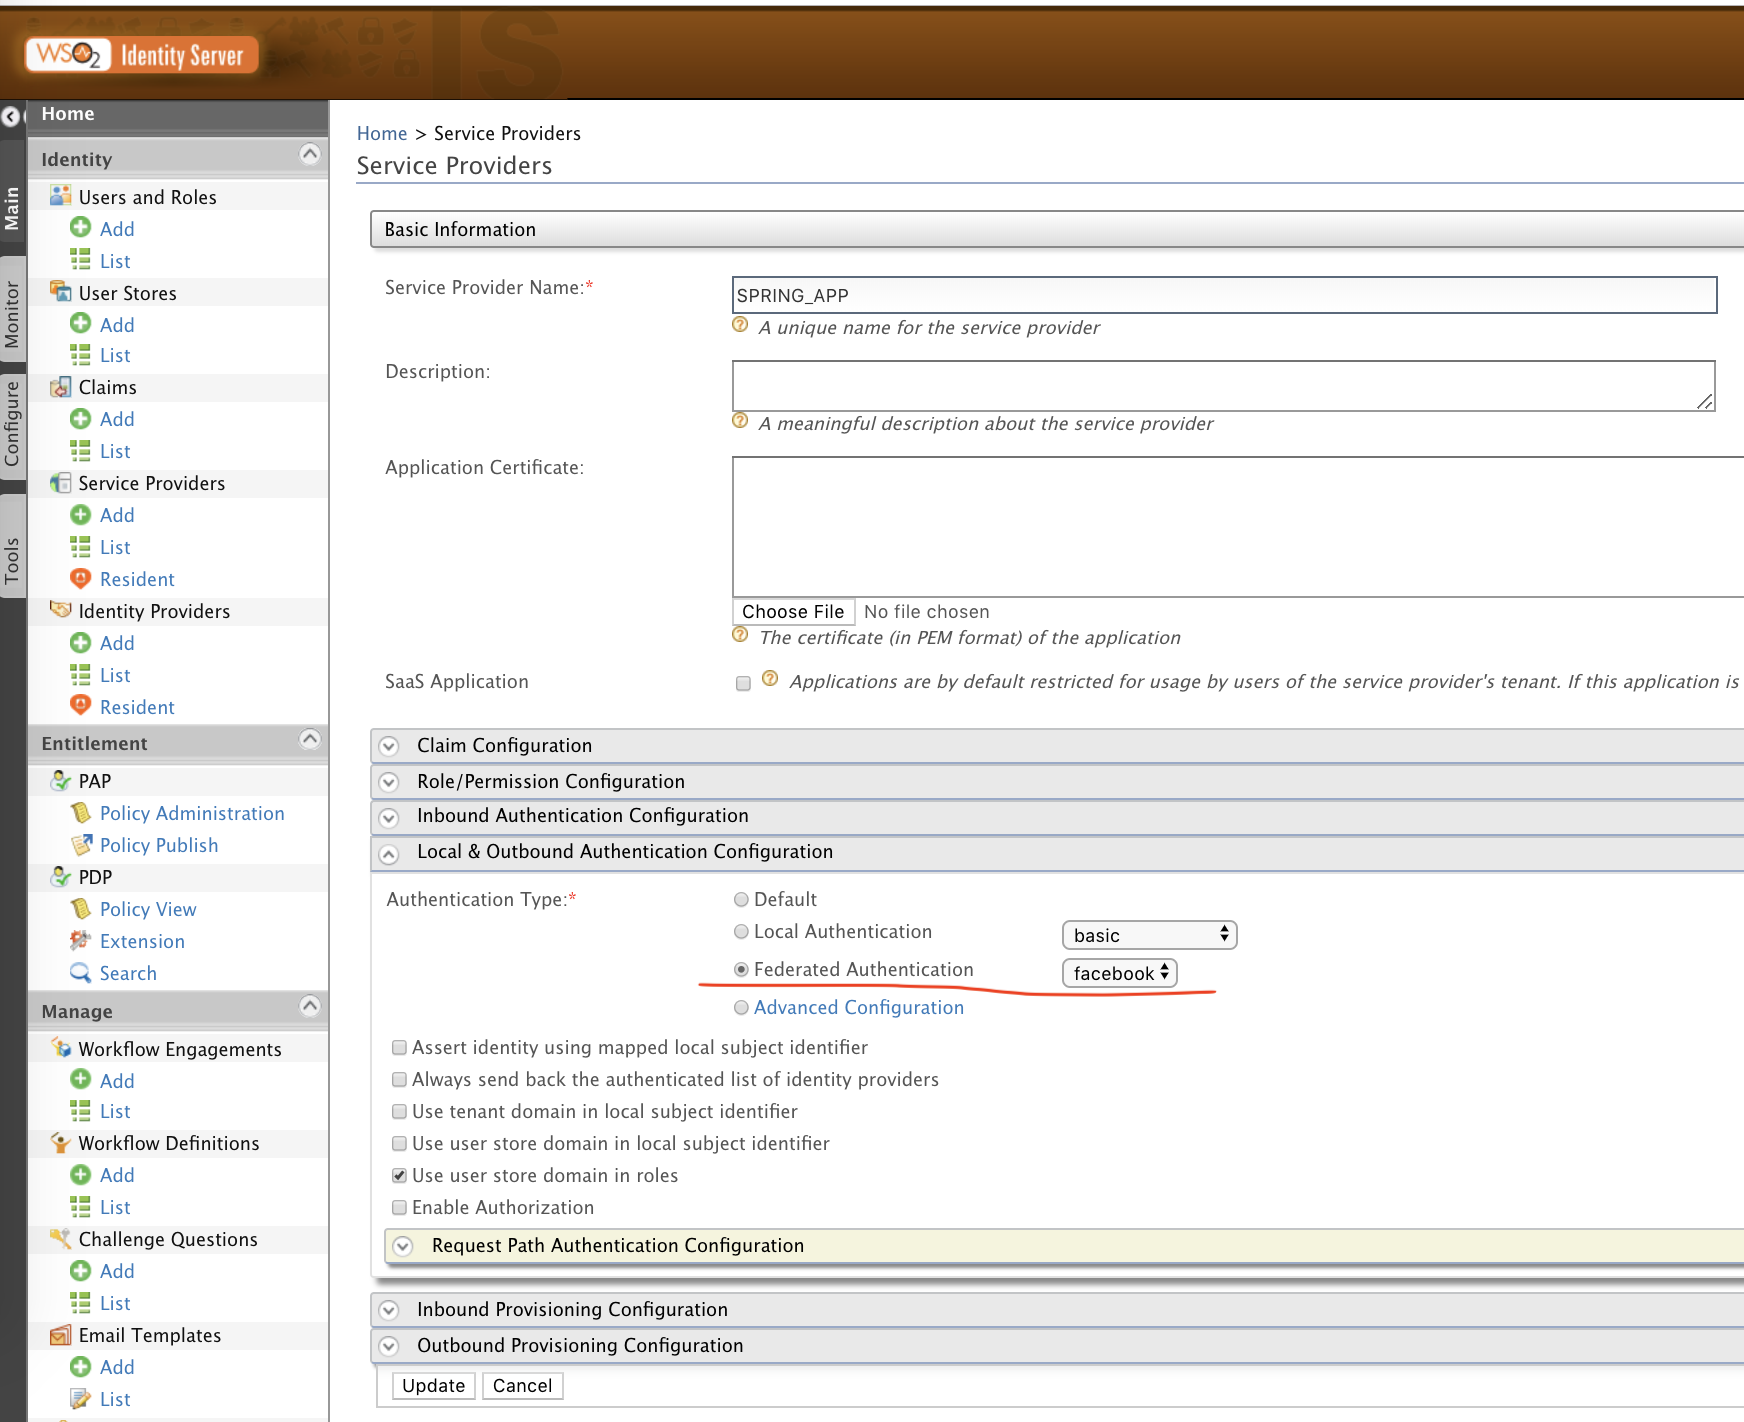 WSO2 Identity Server
Main
Monitor
Configure
Tools
Home
Identity
Users and Roles
Add
List
User Stores
Add
List
Claims
Add
List
Service Providers
Add
List
Resident
Identity Providers
Add
List
Resident
Entitlement
PAP
Policy Administration
Policy Publish
PDP
Policy View
Extension
Search
Manage
Workflow Engagements
Add
List
Workflow Definitions
Add
List
Challenge Questions
Add
List
Email Templates
Add
List
Home > Service Providers
Service Providers
Basic Information
Service Provider Name:* SPRING_APP
A unique name for the service provider
Description:
A meaningful description about the service provider
Application Certificate:
Choose File No file chosen
The certificate (in PEM format) of the application
SaaS Application Applications are by default restricted for usage by users of the service provider's tenant. If this application is
Claim Configuration
Role/Permission Configuration
Inbound Authentication Configuration
Local & Outbound Authentication Configuration
Authentication Type:* Default
Local Authentication basic
Federated Authentication facebook
Advanced Configuration
Assert identity using mapped local subject identifier
Always send back the authenticated list of identity providers
Use tenant domain in local subject identifier
Use user store domain in local subject identifier
Use user store domain in roles
Enable Authorization
Request Path Authentication Configuration
Inbound Provisioning Configuration
Outbound Provisioning Configuration
Update Cancel